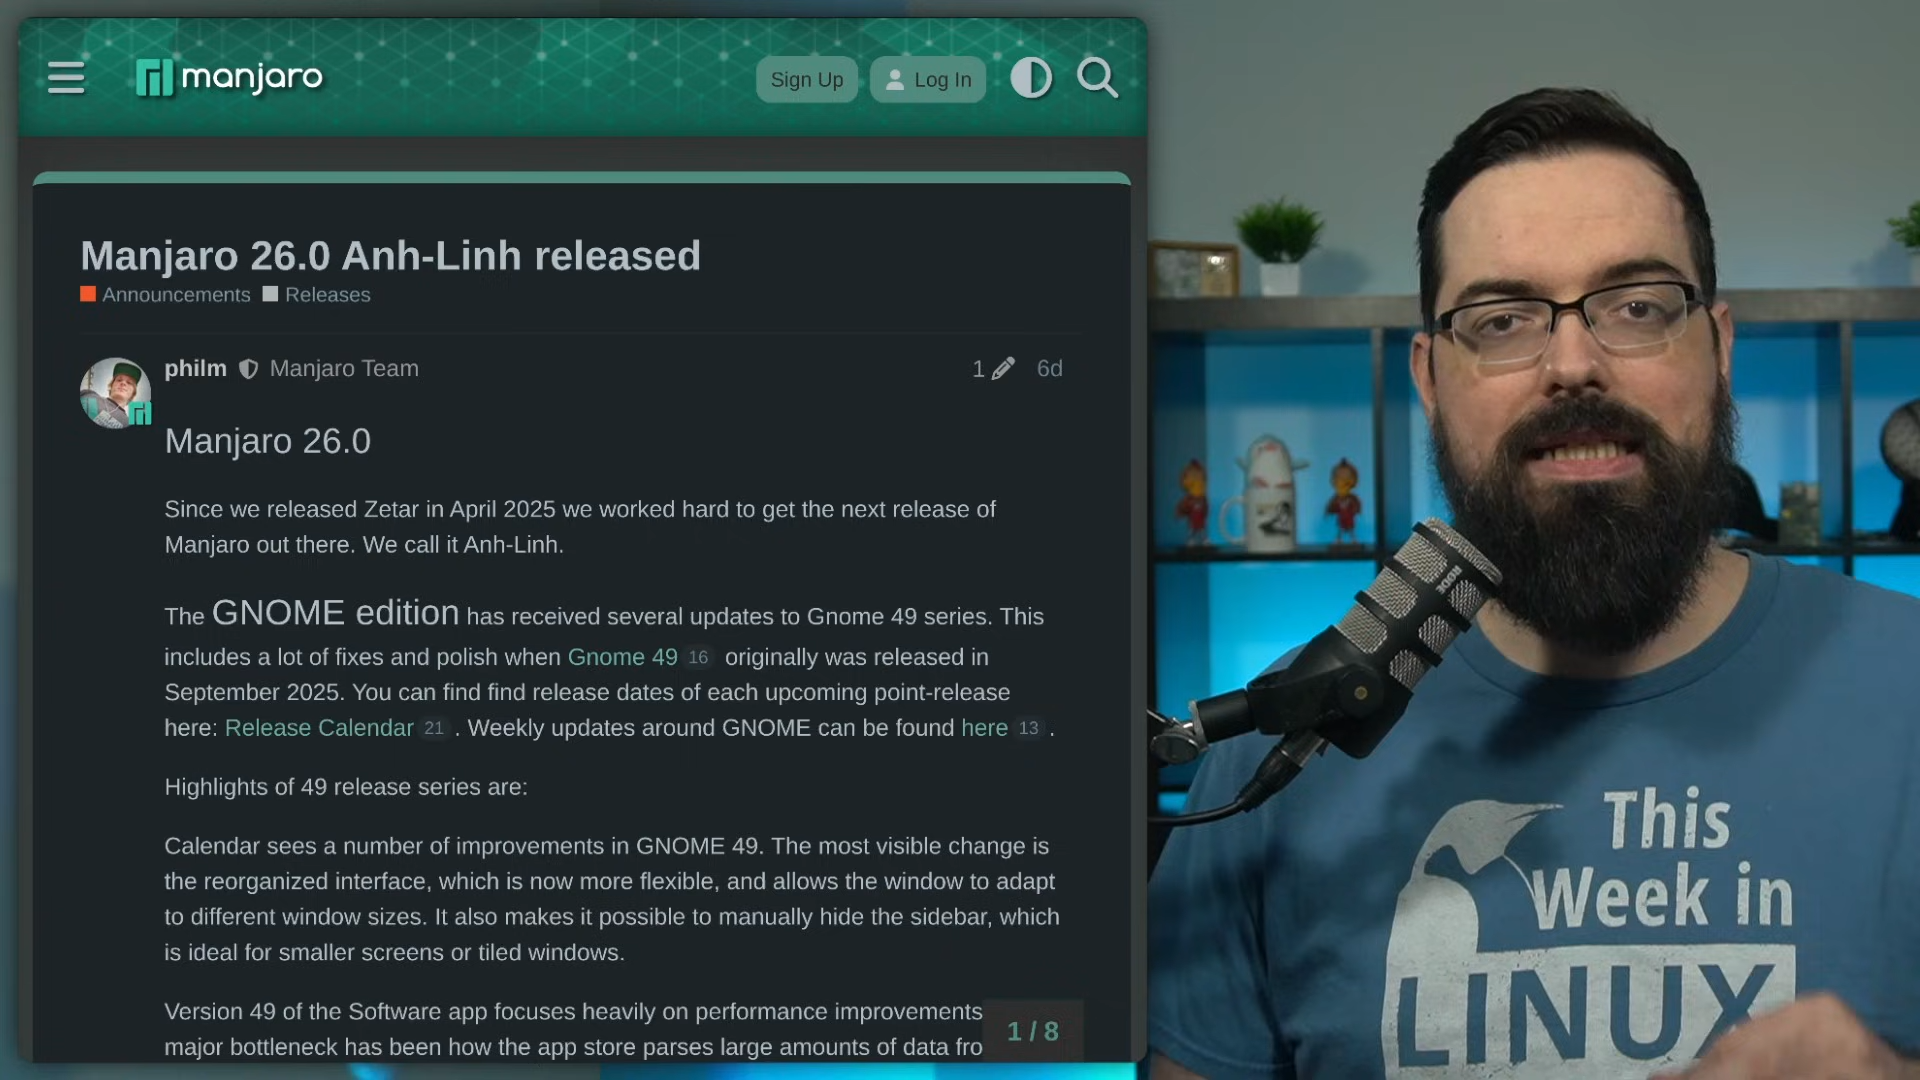 manjaro
Sign Up
Log In
Manjaro 26.0 Anh-Linh released
Announcements Releases
philm Manjaro Team 1 6d
Manjaro 26.0
Since we released Zetar in April 2025 we worked hard to get the next release of
Manjaro out there. We call it Anh-Linh.
The GNOME edition has received several updates to Gnome 49 series. This
includes a lot of fixes and polish when Gnome 49 16 originally was released in
September 2025. You can find find release dates of each upcoming point-release
here: Release Calendar 21 . Weekly updates around GNOME can be found here 13 .
Highlights of 49 release series are:
Calendar sees a number of improvements in GNOME 49. The most visible change is
the reorganized interface, which is now more flexible, and allows the window to adapt
to different window sizes. It also makes it possible to manually hide the sidebar, which
is ideal for smaller screens or tiled windows.
Version 49 of the Software app focuses heavily on performance improvements
major bottleneck has been how the app store parses large amounts of data fro
1 / 8
RØDE
This
Week in
LINUX